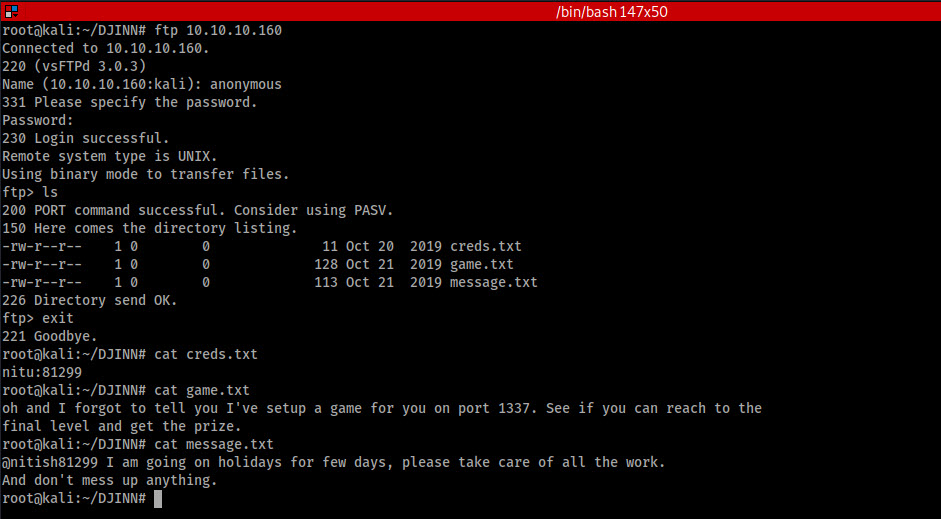 /bin/bash 147x50
root@kali:~/DJINN# ftp 10.10.10.160
Connected to 10.10.10.160.
220 (vsFTPd 3.0.3)
Name (10.10.10.160:kali): anonymous
331 Please specify the password.
Password:
230 Login successful.
Remote system type is UNIX.
Using binary mode to transfer files.
ftp> ls
200 PORT command successful. Consider using PASV.
150 Here comes the directory listing.
-rw-r--r--    1 0        0              11 Oct 20  2019 creds.txt
-rw-r--r--    1 0        0             128 Oct 21  2019 game.txt
-rw-r--r--    1 0        0             113 Oct 21  2019 message.txt
226 Directory send OK.
ftp> exit
221 Goodbye.
root@kali:~/DJINN# cat creds.txt
nitu:81299
root@kali:~/DJINN# cat game.txt
oh and I forgot to tell you I've setup a game for you on port 1337. See if you can reach to the
final level and get the prize.
root@kali:~/DJINN# cat message.txt
@nitish81299 I am going on holidays for few days, please take care of all the work.
And don't mess up anything.
root@kali:~/DJINN#